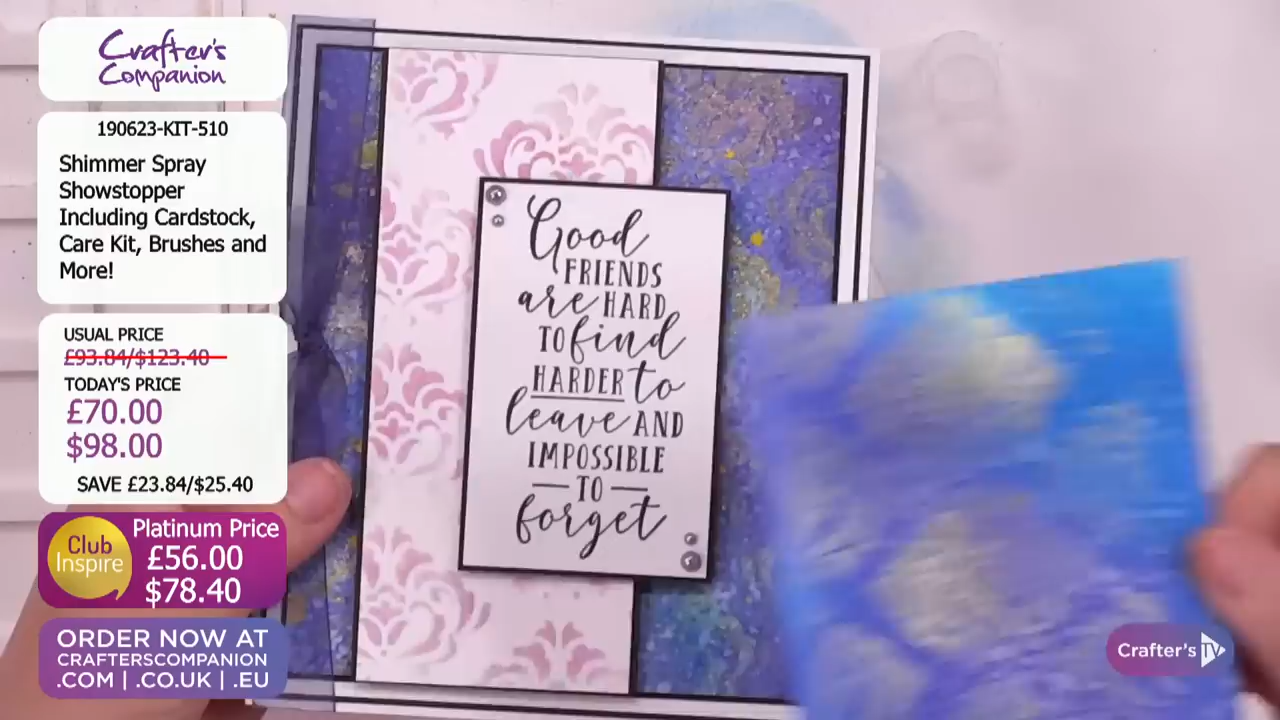 Crafter's
Companion
190623-KIT-510
Shimmer Spray
Showstopper
Including Cardstock,
Care Kit, Brushes and
More!
USUAL PRICE
£93.84/$123.40
TODAY'S PRICE
£70.00
$98.00
SAVE £23.84/$25.40
Club
Inspire
Platinum Price
£56.00
$78.40
ORDER NOW AT
CRAFTERSCOMPANION
.COM | .CO.UK | .EU
Good
FRIENDS
are HARD
TO find
HARDER to
leave AND
IMPOSSIBLE
— TO —
forget
Crafter's TV